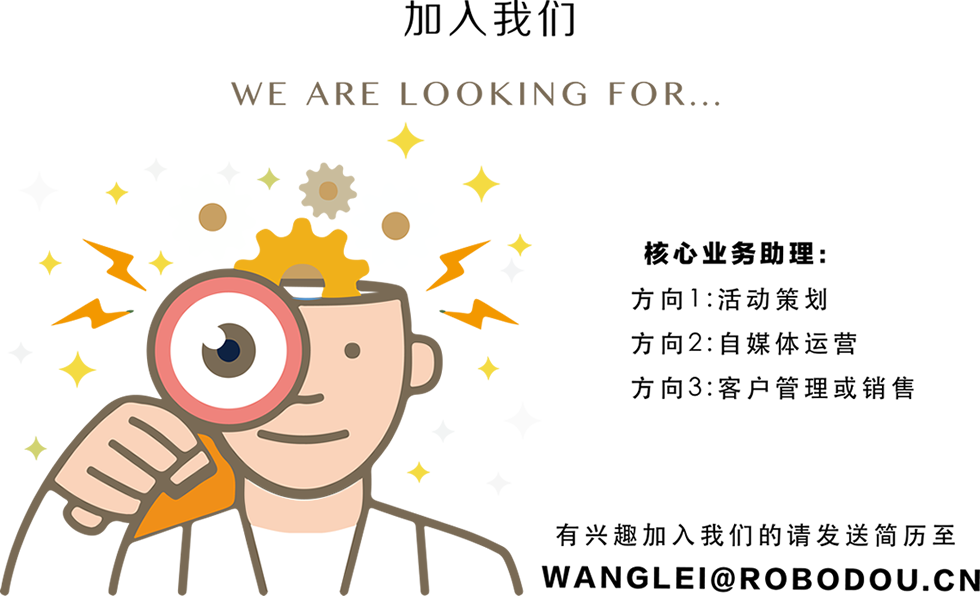 加入我们
WE ARE LOOKING FOR...
核心业务助理:
方向1:活动策划
方向2:自媒体运营
方向3:客户管理或销售
有兴趣加入我们的请发送简历至
WANGLEI@ROBODOU.CN